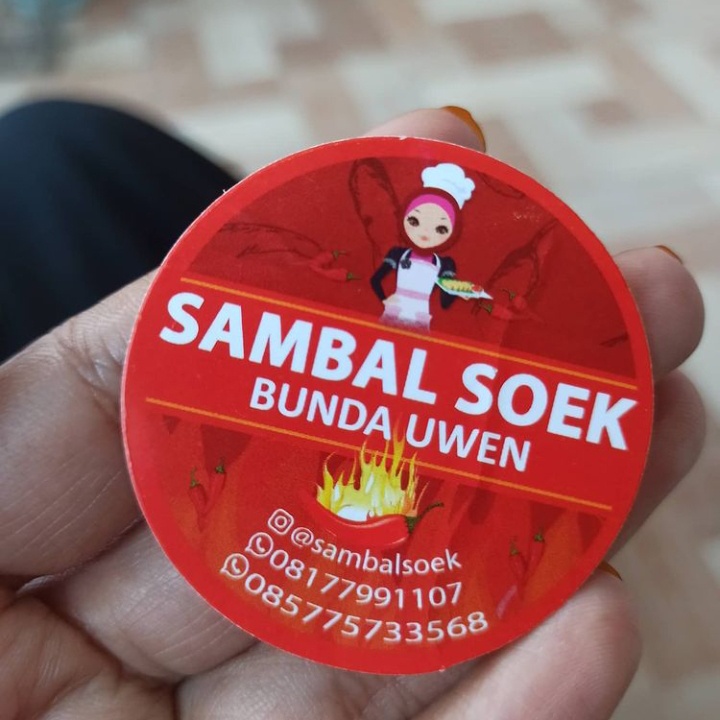 SAMBAL SOEK
BUNDA UWEN
@sambalsoek
08177991107
085775733568